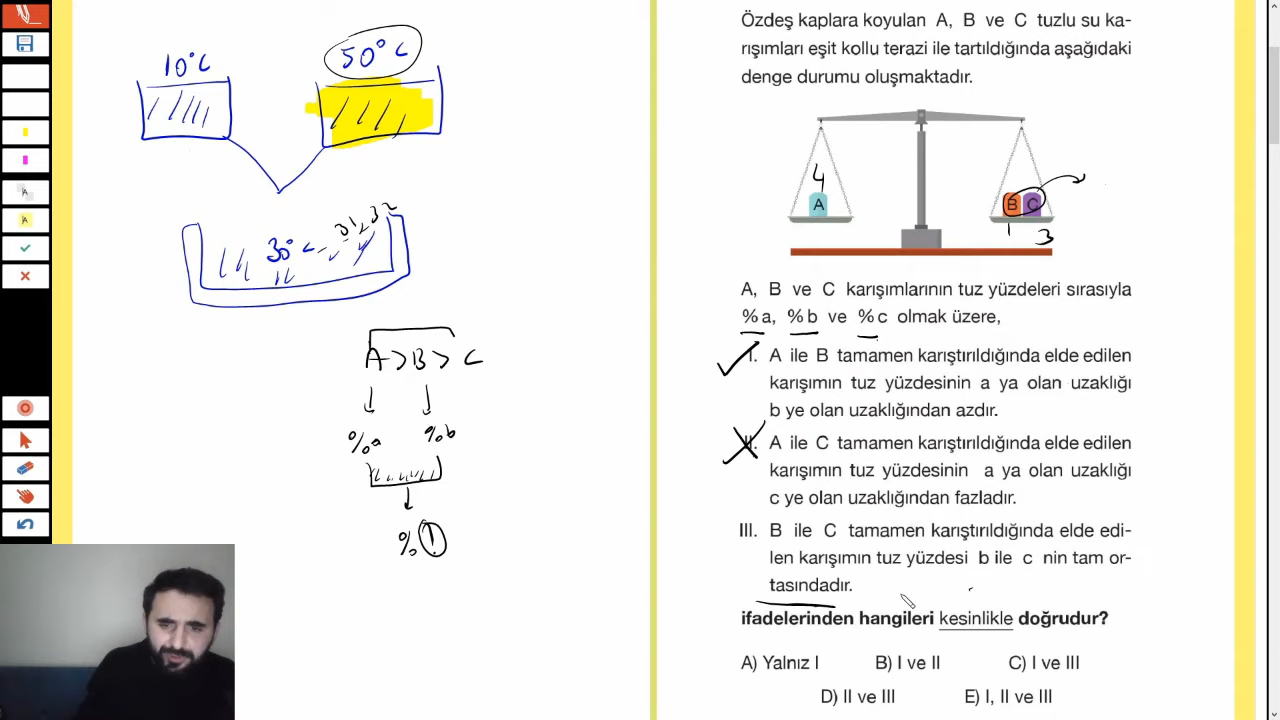 10°C
50°C
30°C
31
32
A > B > C
%a %b
% 1
Özdeş kaplara koyulan A, B ve C tuzlu su ka-
rışımları eşit kollu terazi ile tartıldığında aşağıdaki
denge durumu oluşmaktadır.
4
A
B C
1 3
A, B ve C karışımlarının tuz yüzdeleri sırasıyla
%a, %b ve %c olmak üzere,
I. A ile B tamamen karıştırıldığında elde edilen
karışımın tuz yüzdesinin a ya olan uzaklığı
b ye olan uzaklığından azdır.
II. A ile C tamamen karıştırıldığında elde edilen
karışımın tuz yüzdesinin a ya olan uzaklığı
c ye olan uzaklığından fazladır.
III. B ile C tamamen karıştırıldığında elde edi-
len karışımın tuz yüzdesi b ile c nin tam or-
tasındadır.
ifadelerinden hangileri kesinlikle doğrudur?
A) Yalnız I B) I ve II C) I ve III
D) II ve III E) I, II ve III